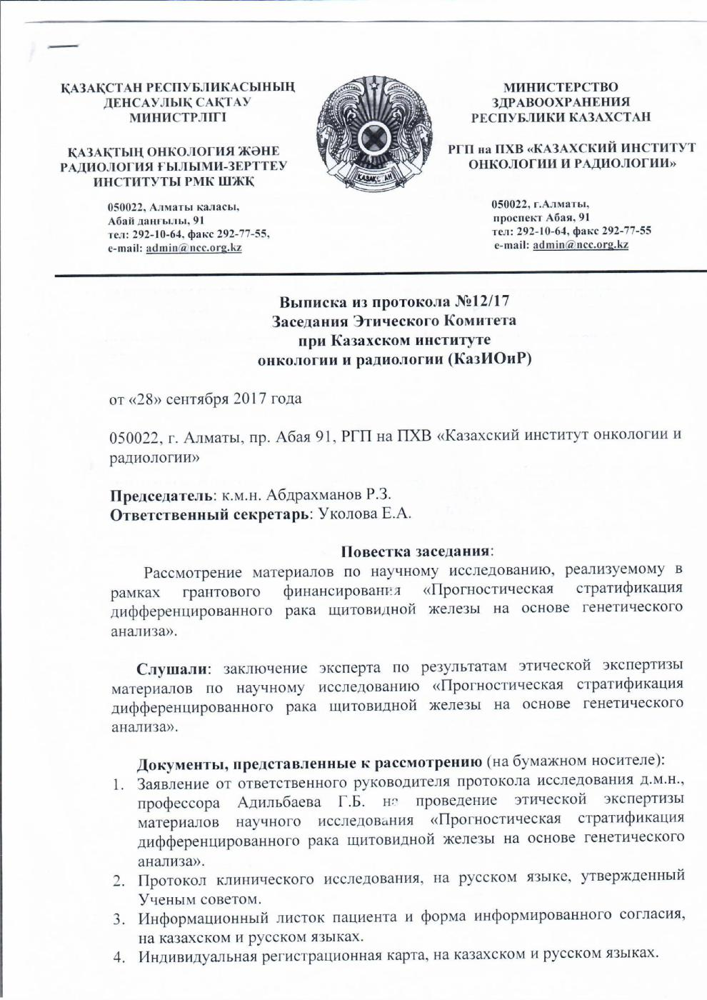 ҚАЗАҚСТАН РЕСПУБЛИКАСЫНЫҢ
ДЕНСАУЛЫҚ САҚТАУ
МИНИСТРЛІГІ
ҚАЗАҚТЫҢ ОНКОЛОГИЯ ЖӘНЕ
РАДИОЛОГИЯ ҒЫЛЫМИ-ЗЕРТТЕУ
ИНСТИТУТЫ РМК ШЖҚ
050022, Алматы қаласы,
Абай даңғылы, 91
тел: 292-10-64, факс 292-77-55,
e-mail: admin@ncc.org.kz
ҚАЗАҚСТАН
МИНИСТЕРСТВО
ЗДРАВООХРАНЕНИЯ
РЕСПУБЛИКИ КАЗАХСТАН
РГП на ПХВ «КАЗАХСКИЙ ИНСТИТУТ
ОНКОЛОГИИ И РАДИОЛОГИИ»
050022, г.Алматы,
проспект Абая, 91
тел: 292-10-64, факс 292-77-55
e-mail: admin@ncc.org.kz
Выписка из протокола №12/17
Заседания Этического Комитета
при Казахском институте
онкологии и радиологии (КазИОиР)
от «28» сентября 2017 года
050022, г. Алматы, пр. Абая 91, РГП на ПХВ «Казахский институт онкологии и
радиологии»
Председатель: к.м.н. Абдрахманов Р.З.
Ответственный секретарь: Уколова Е.А.
Повестка заседания:
Рассмотрение материалов по научному исследованию, реализуемому в
рамках грантового финансирования «Прогностическая стратификация
дифференцированного рака щитовидной железы на основе генетического
анализа».
Слушали: заключение эксперта по результатам этической экспертизы
материалов по научному исследованию «Прогностическая стратификация
дифференцированного рака щитовидной железы на основе генетического
анализа».
Документы, представленные к рассмотрению (на бумажном носителе):
1. Заявление от ответственного руководителя протокола исследования д.м.н.,
профессора Адильбаева Г.Б. на проведение этической экспертизы
материалов научного исследования «Прогностическая стратификация
дифференцированного рака щитовидной железы на основе генетического
анализа».
2. Протокол клинического исследования, на русском языке, утвержденный
Ученым советом.
3. Информационный листок пациента и форма информированного согласия,
на казахском и русском языках.
4. Индивидуальная регистрационная карта, на казахском и русском языках.